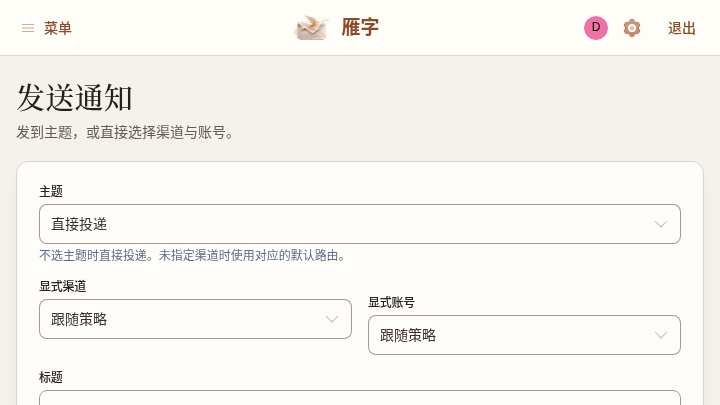 菜单
雁字
D
退出
发送通知
发到主题，或直接选择渠道与账号。
主题
直接投递
不选主题时直接投递。未指定渠道时使用对应的默认路由。
显式渠道
跟随策略
显式账号
跟随策略
标题